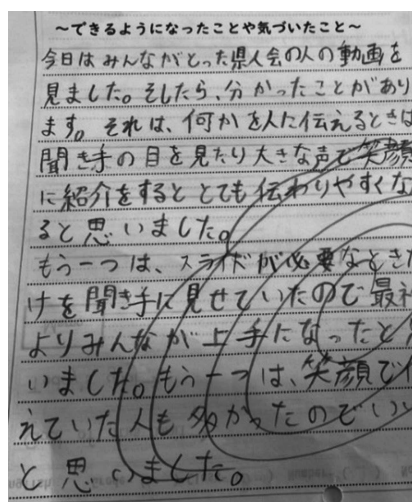 〜できるようになったことや気づいたこと〜
今日はみんながとった県人会の人の動画を
見ました。そしたら、分かったことがあり
ます。それは、何かを人に伝えるときは
聞き手の目を見たり大きな声で笑顔
に紹介をするととても伝わりやすくな
ると思いました。
もう一つは、スライドが必要なときだ
けを聞き手に見せていたので最初
よりみんなが上手になったと
いました。もう一つは、笑顔で伝
えていた人も多かったのでいい
と思いました。